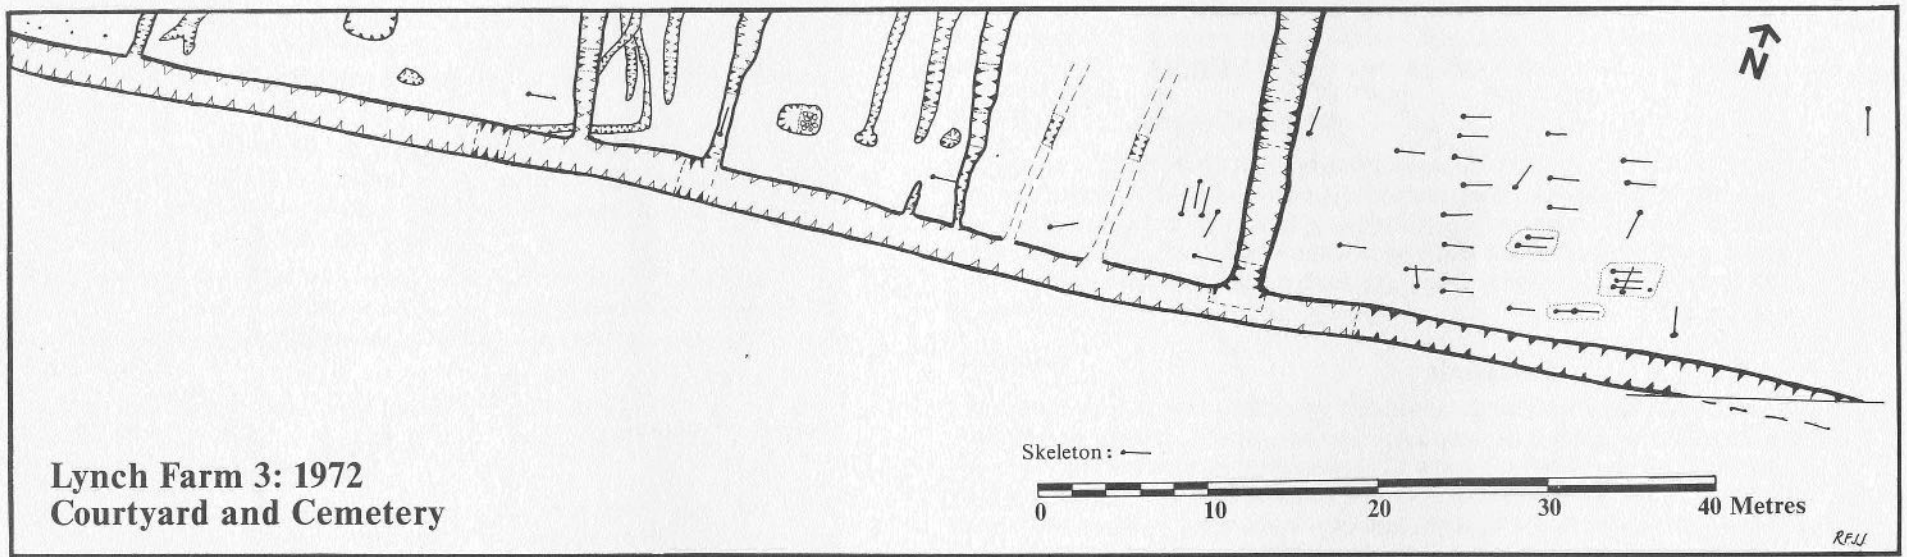 N
Skeleton:
Lynch Farm 3: 1972
Courtyard and Cemetery
0 10 20 30 40 Metres
RFJJ